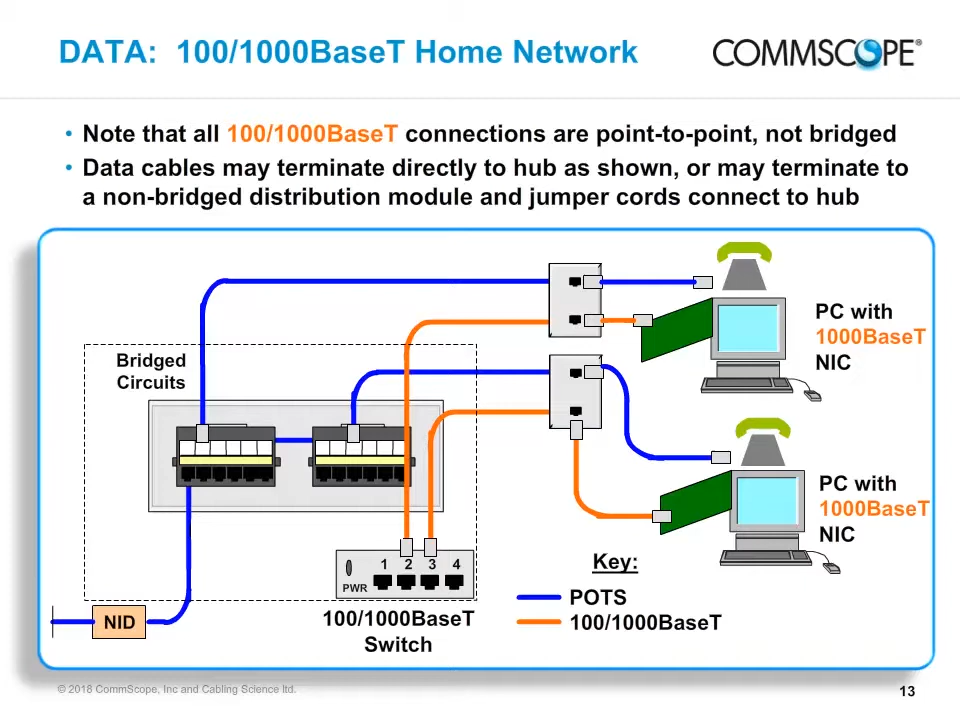 DATA:  100/1000BaseT Home Network
COMMSCOPE®
• Note that all 100/1000BaseT connections are point-to-point, not bridged
• Data cables may terminate directly to hub as shown, or may terminate to
a non-bridged distribution module and jumper cords connect to hub
Bridged
Circuits
PC with
1000BaseT
NIC
PC with
1000BaseT
NIC
1 2 3 4
PWR
100/1000BaseT
Switch
NID
Key:
POTS
100/1000BaseT
© 2018 CommScope, Inc and Cabling Science ltd.
13